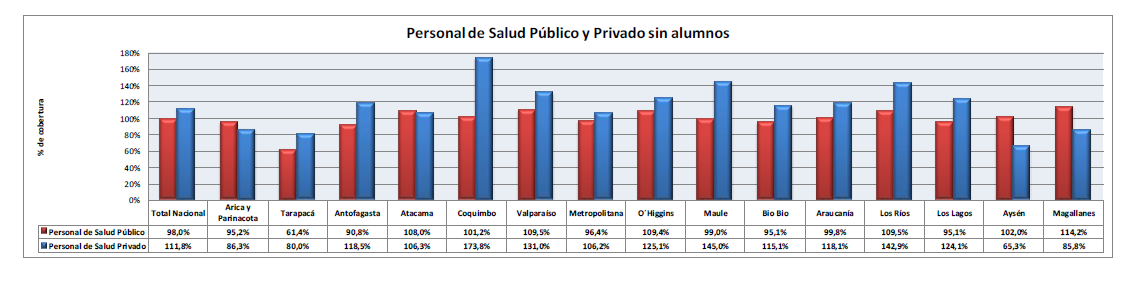 Personal de Salud Público y Privado sin alumnos
180%
160%
140%
120%
100%
80%
60%
40%
20%
0%
% de cobertura
Total Nacional Arica y Parinacota Tarapacá Antofagasta Atacama Coquimbo Valparaíso Metropolitana O´Higgins Maule Bio Bio Araucanía Los Ríos Los Lagos Aysén Magallanes
Personal de Salud Público 98,0% 95,2% 61,4% 90,8% 108,0% 101,2% 109,5% 96,4% 109,4% 99,0% 95,1% 99,8% 109,5% 95,1% 102,0% 114,2%
Personal de Salud Privado 111,8% 86,3% 80,0% 118,5% 106,3% 173,8% 131,0% 106,2% 125,1% 145,0% 115,1% 118,1% 142,9% 124,1% 65,3% 85,8%